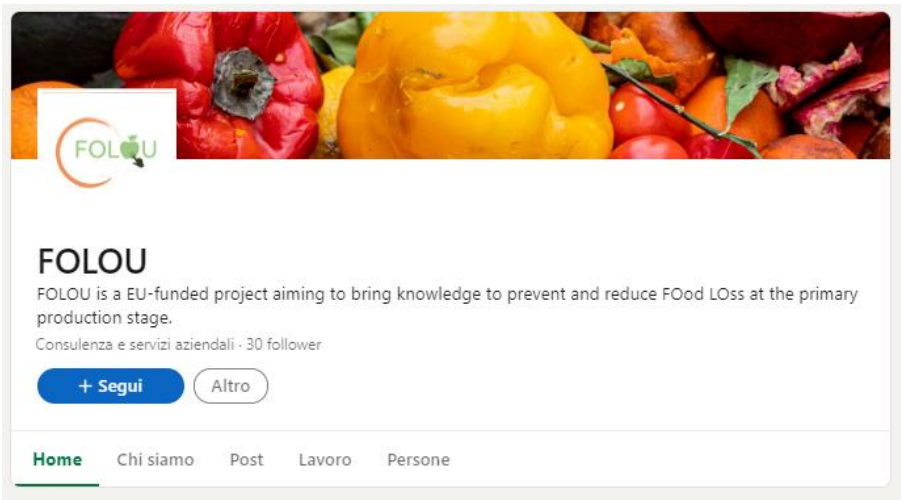 FOLOU
FOLOU
FOLOU is a EU-funded project aiming to bring knowledge to prevent and reduce FOod LOss at the primary
production stage.
Consulenza e servizi aziendali · 30 follower
+ Segui Altro
Home Chi siamo Post Lavoro Persone